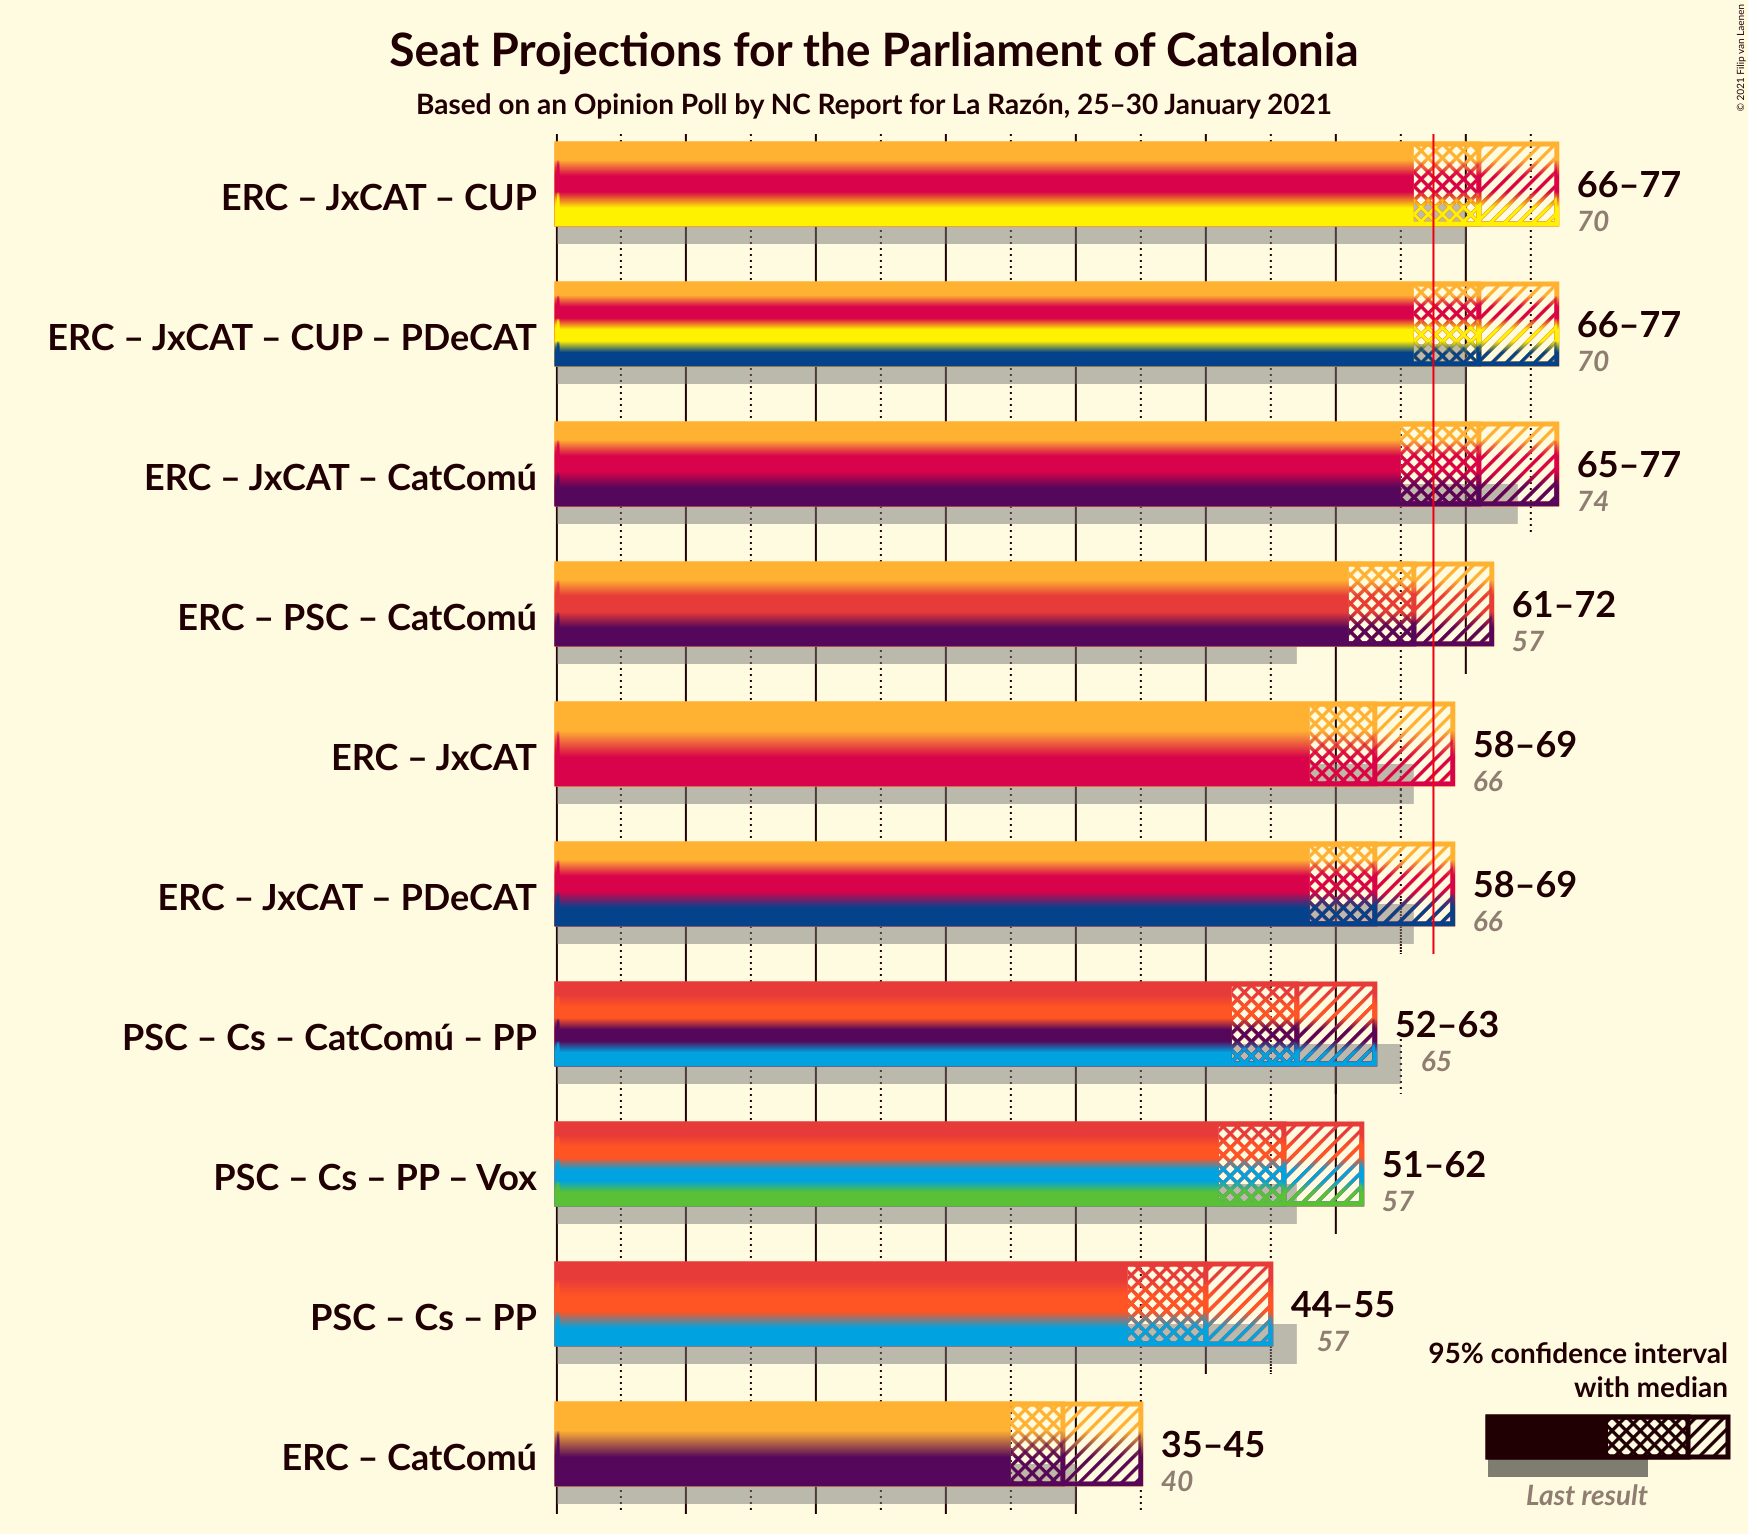 Seat Projections for the Parliament of Catalonia
Based on an Opinion Poll by NC Report for La Razón, 25–30 January 2021
© 2021 Filip van Laenen
ERC – JxCAT – CUP
66–77
70
ERC – JxCAT – CUP – PDeCAT
66–77
70
ERC – JxCAT – CatComú
65–77
74
ERC – PSC – CatComú
61–72
57
ERC – JxCAT
58–69
66
ERC – JxCAT – PDeCAT
58–69
66
PSC – Cs – CatComú – PP
52–63
65
PSC – Cs – PP – Vox
51–62
57
PSC – Cs – PP
44–55
57
ERC – CatComú
35–45
40
95% confidence interval
with median
Last result